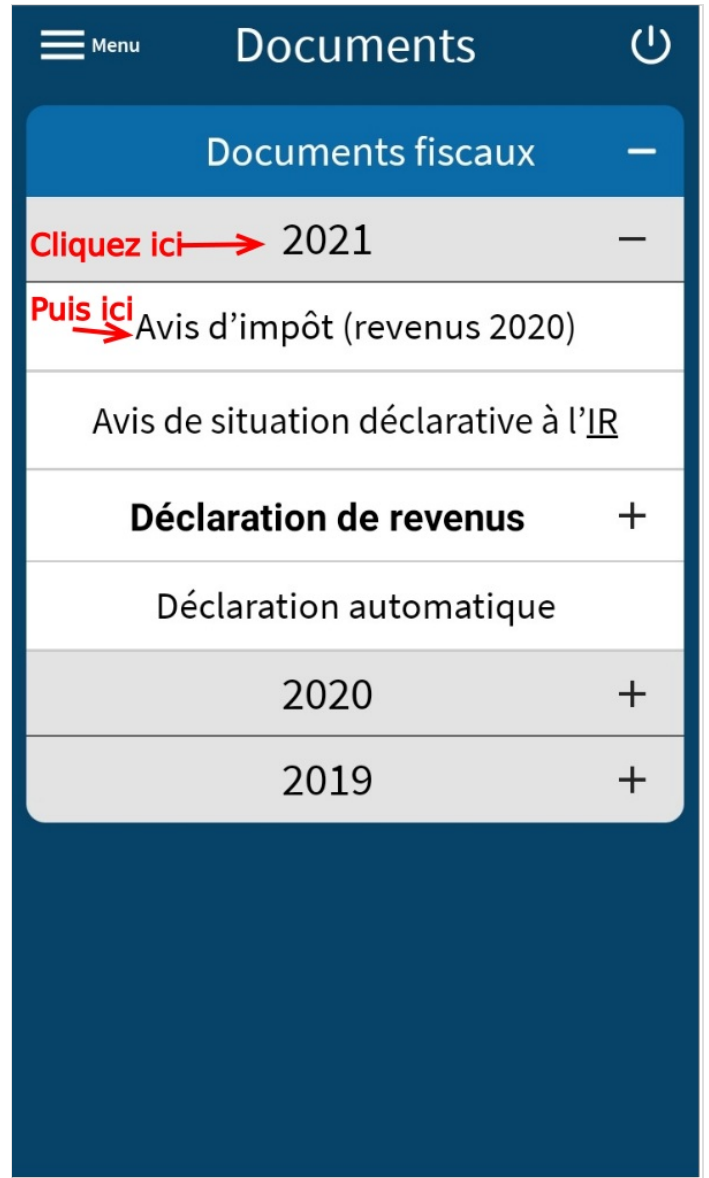 Menu
Documents
Documents fiscaux
Cliquez ici
2021
Puis ici
Avis d’impôt (revenus 2020)
Avis de situation déclarative à l’IR
Déclaration de revenus
Déclaration automatique
2020
2019